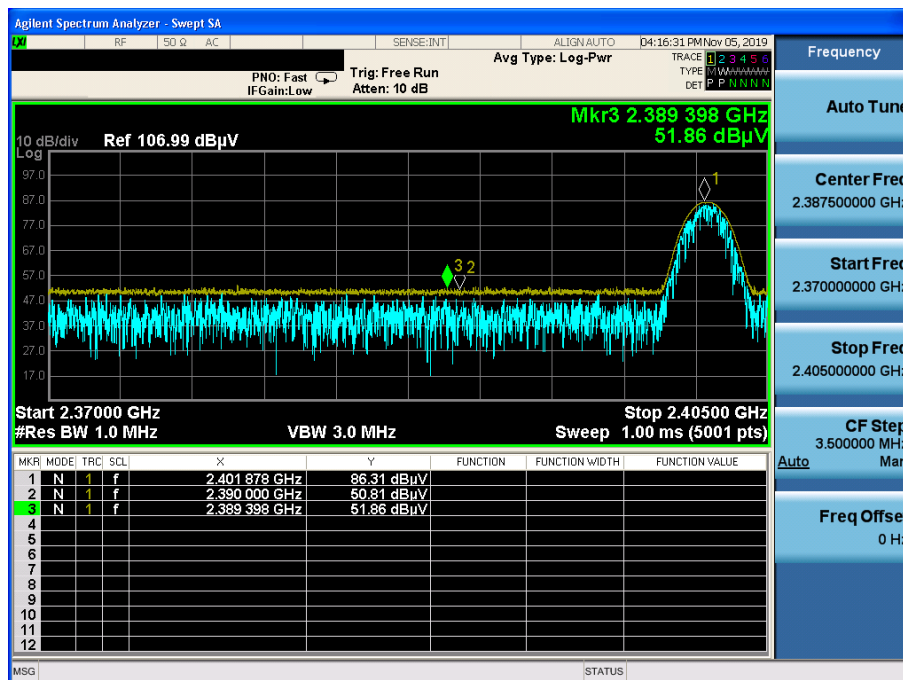 Agilent Spectrum Analyzer - Swept SA
LXI RF 50 Ω AC SENSE:INT ALIGN AUTO 04:16:31 PM Nov 05, 2019
Frequency
Avg Type: Log-Pwr
TRACE 1 2 3 4 5 6
PNO: Fast Trig: Free Run
TYPE M W W W W W
IFGain:Low Atten: 10 dB
DET P P N N N N
Auto Tune
Mkr3 2.389 398 GHz
51.86 dBµV
10 dB/div Ref 106.99 dBµV
Log
97.0
87.0
77.0
67.0
57.0
47.0
37.0
27.0
17.0
1
3 2
Center Freq
2.387500000 GHz
Start Freq
2.370000000 GHz
Stop Freq
2.405000000 GHz
Start 2.37000 GHz Stop 2.40500 GHz
#Res BW 1.0 MHz VBW 3.0 MHz Sweep 1.00 ms (5001 pts)
CF Step
3.500000 MHz
Auto Man
MKR MODE TRC SCL X Y FUNCTION FUNCTION WIDTH FUNCTION VALUE
1 N 1 f 2.401 878 GHz 86.31 dBµV
2 N 1 f 2.390 000 GHz 50.81 dBµV
3 N 1 f 2.389 398 GHz 51.86 dBµV
4
5
6
7
8
9
10
11
12
Freq Offset
0 Hz
MSG STATUS